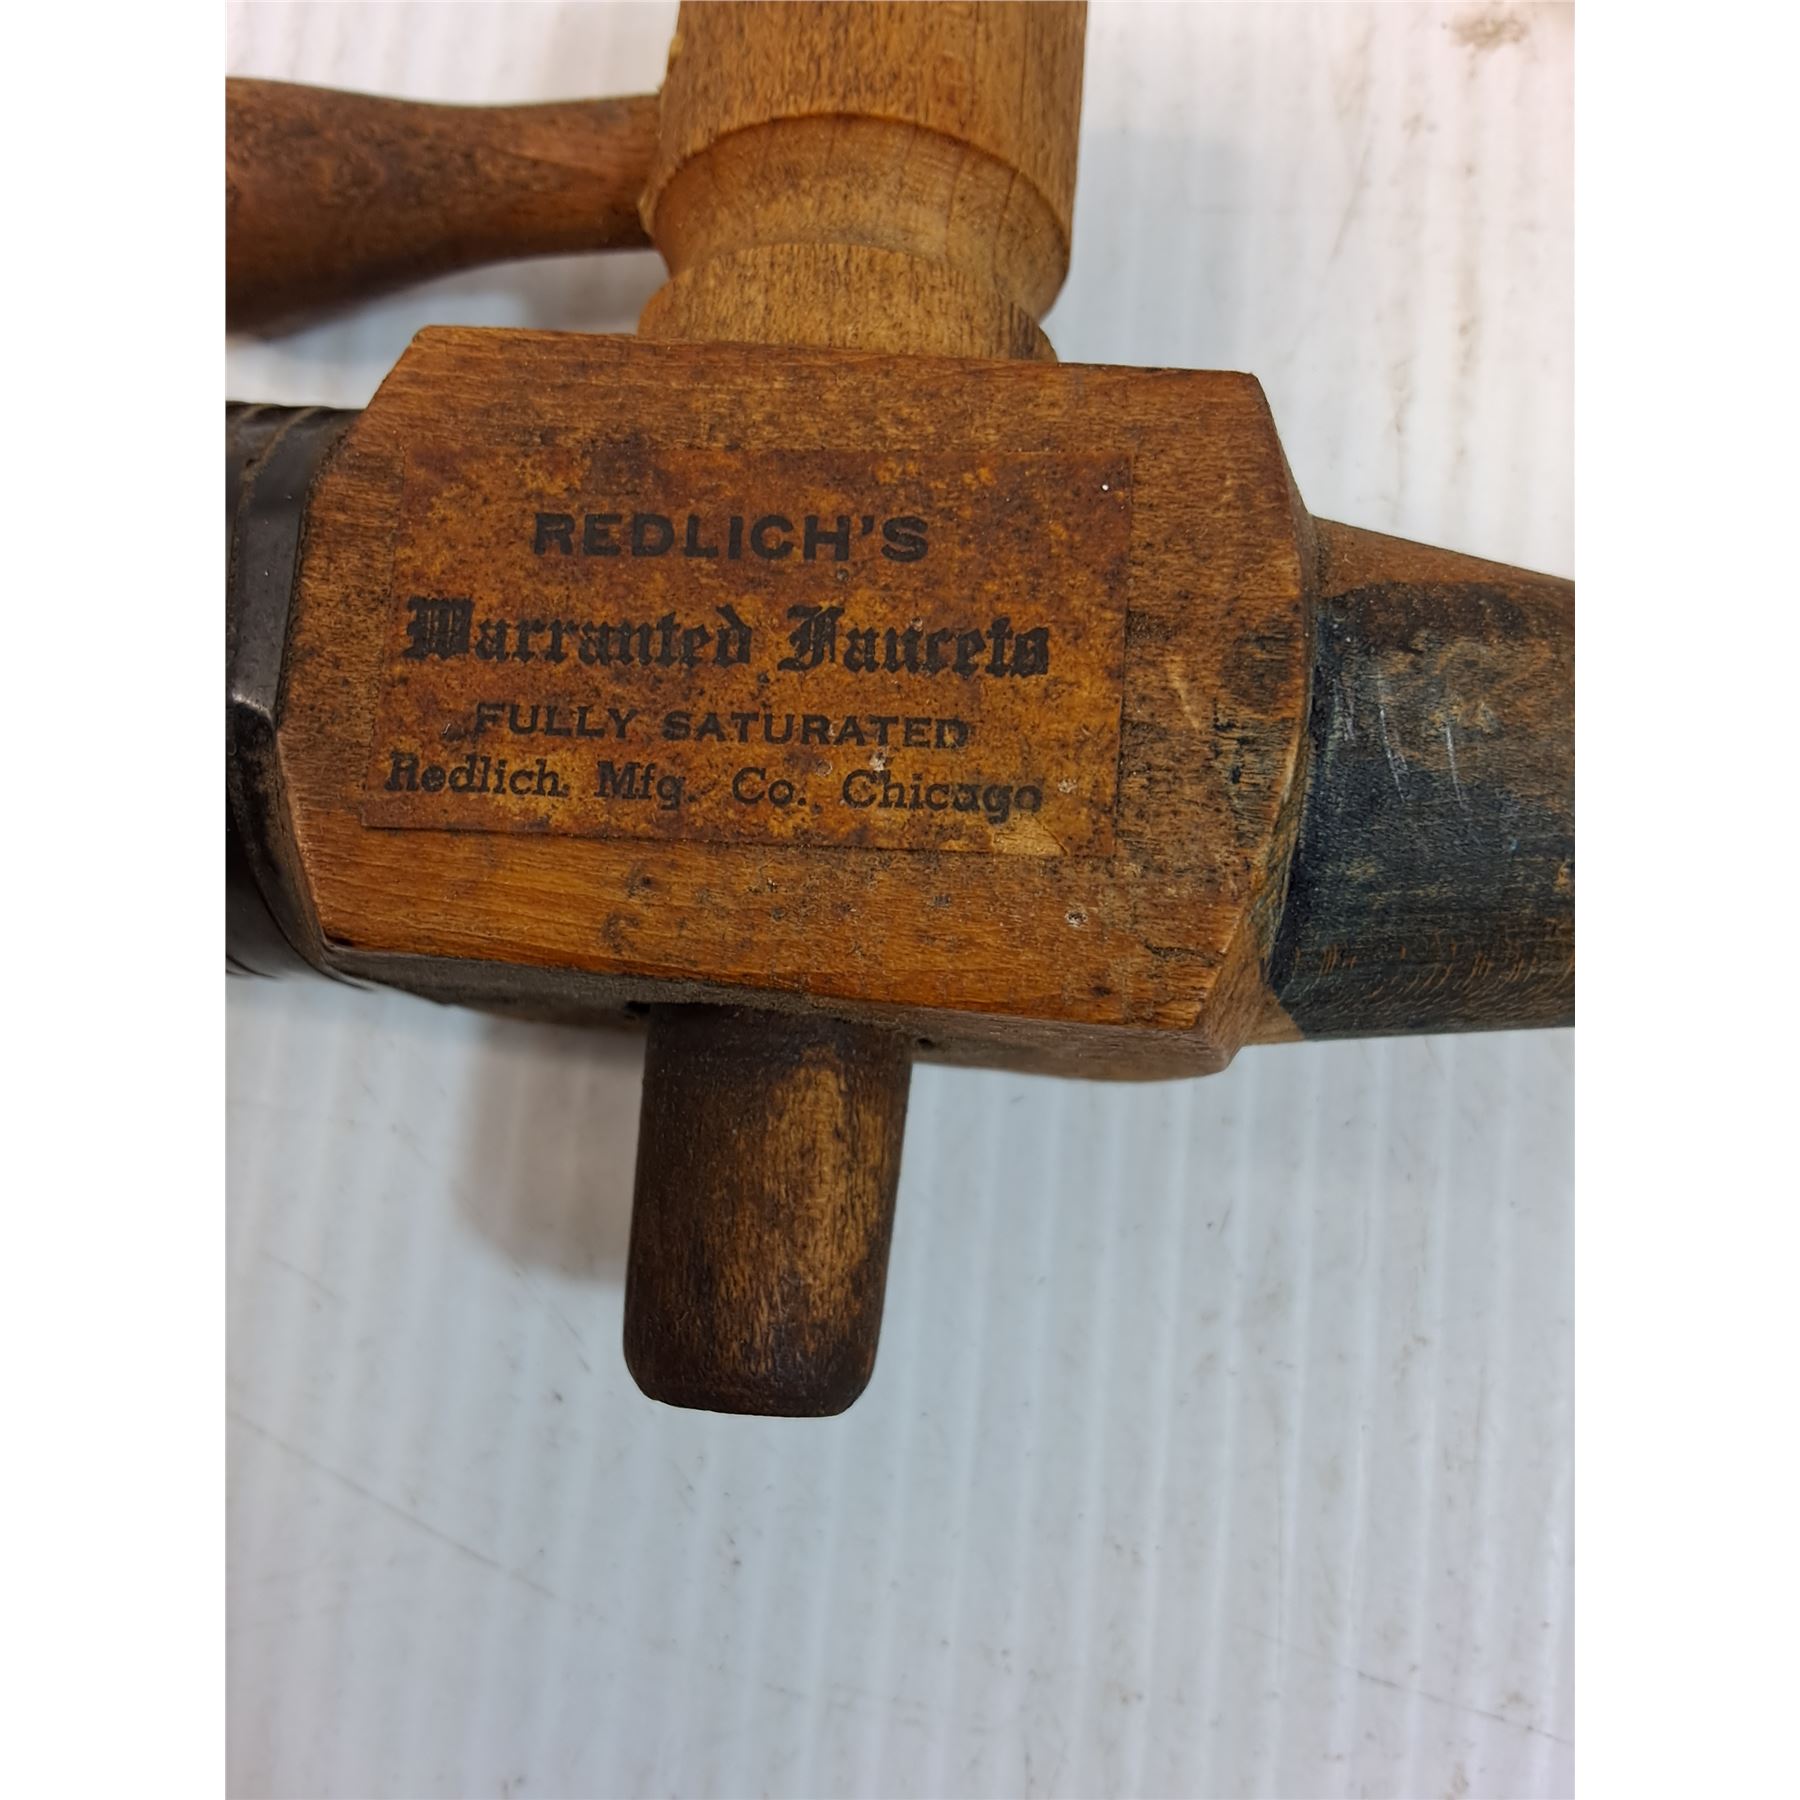 REDLICH'S
Warranted Faucets
FULLY SATURATED
Redlich. Mfg. Co. Chicago